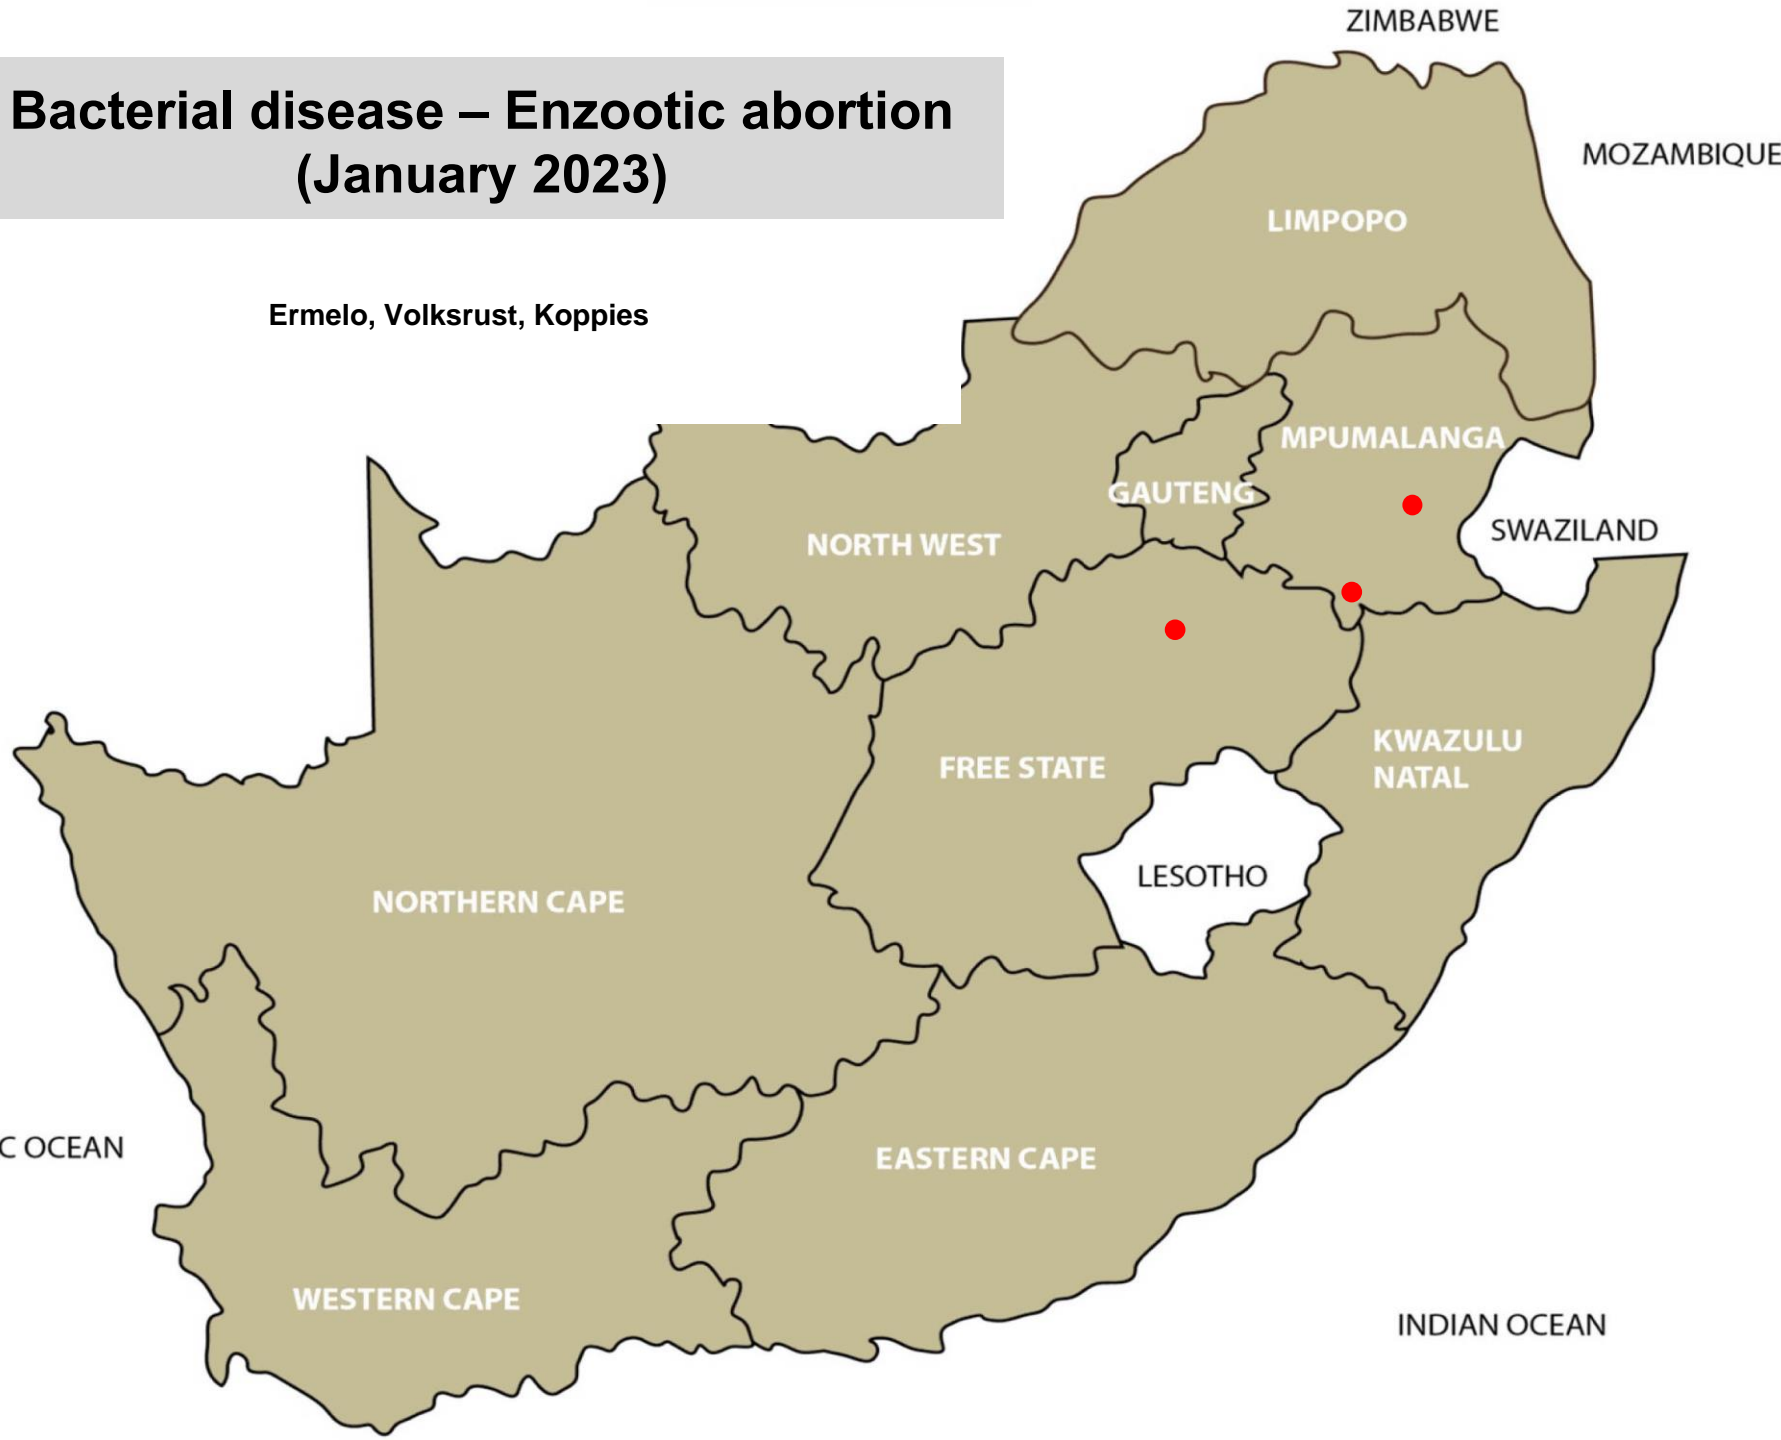 ZIMBABWE
Bacterial disease – Enzootic abortion
(January 2023)
MOZAMBIQUE
LIMPOPO
Ermelo, Volksrust, Koppies
MPUMALANGA
GAUTENG
SWAZILAND
NORTH WEST
KWAZULU
NATAL
FREE STATE
LESOTHO
NORTHERN CAPE
C OCEAN
EASTERN CAPE
WESTERN CAPE
INDIAN OCEAN